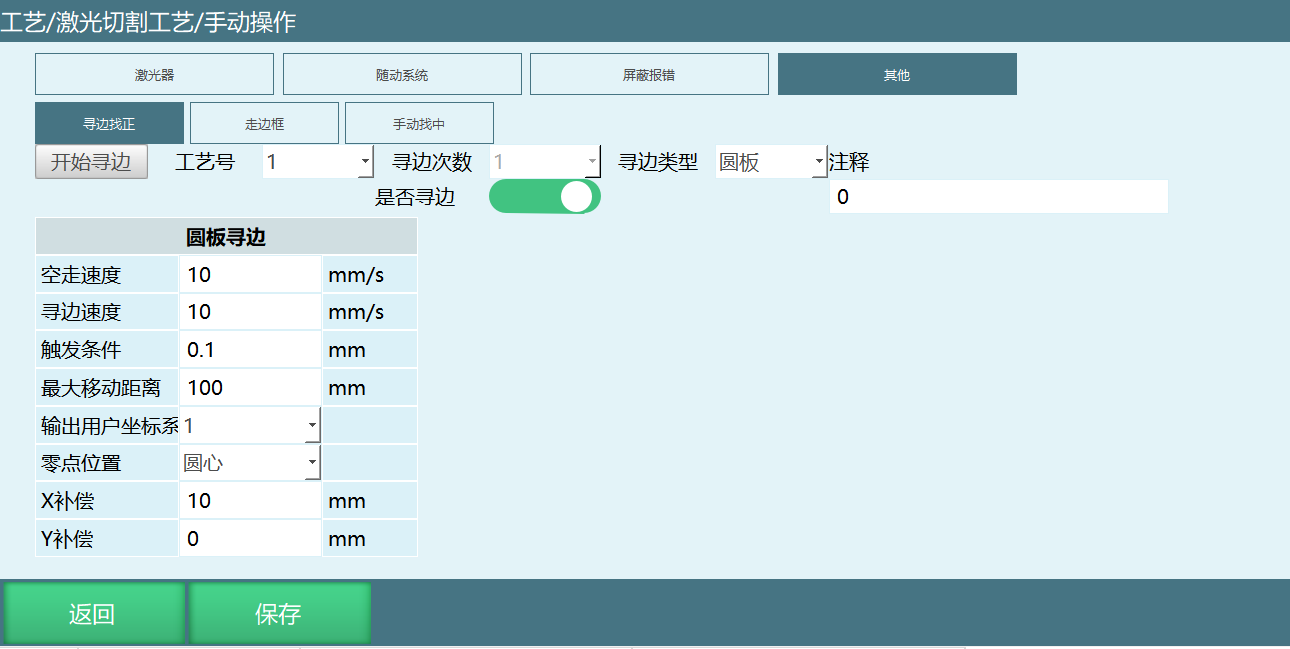 工艺/激光切割工艺/手动操作
激光器 随动系统 屏蔽报错 其他
寻边找正 走边框 手动找中
开始寻边 工艺号 1 寻边次数 1 寻边类型 圆板 注释
是否寻边 0
圆板寻边
空走速度 10 mm/s
寻边速度 10 mm/s
触发条件 0.1 mm
最大移动距离 100 mm
输出用户坐标系 1
零点位置 圆心
X补偿 10 mm
Y补偿 0 mm
返回 保存